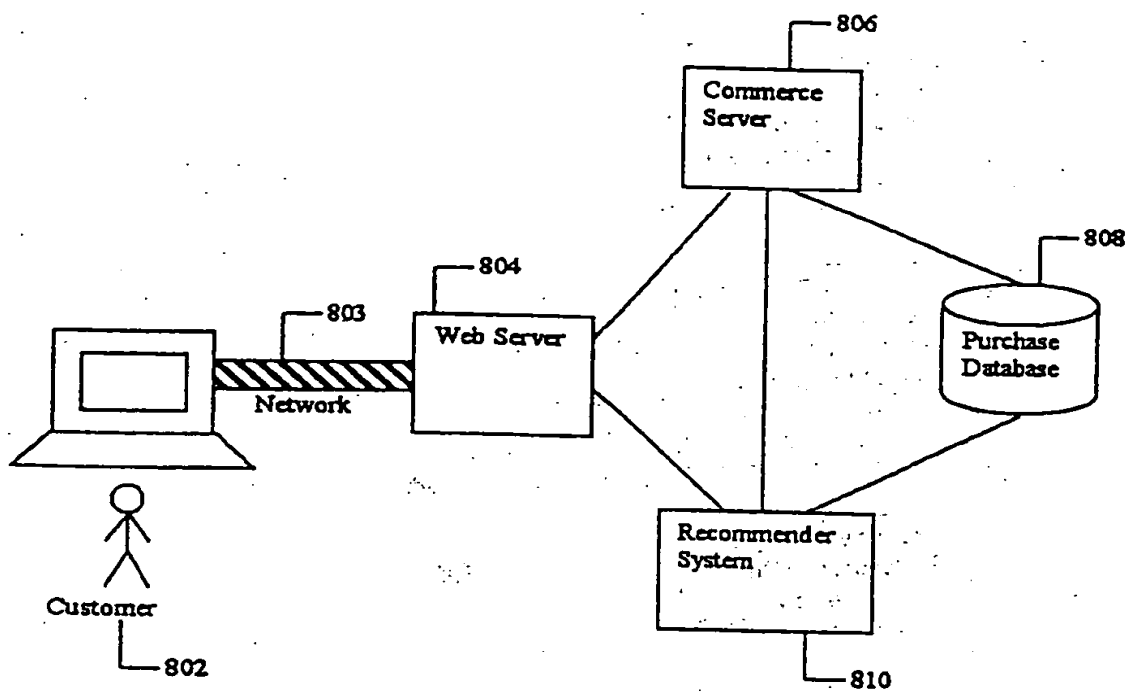 806
Commerce
Server
808
804
Purchase
Database
803
Web Server
Network
Recommender
System
Customer
802
810